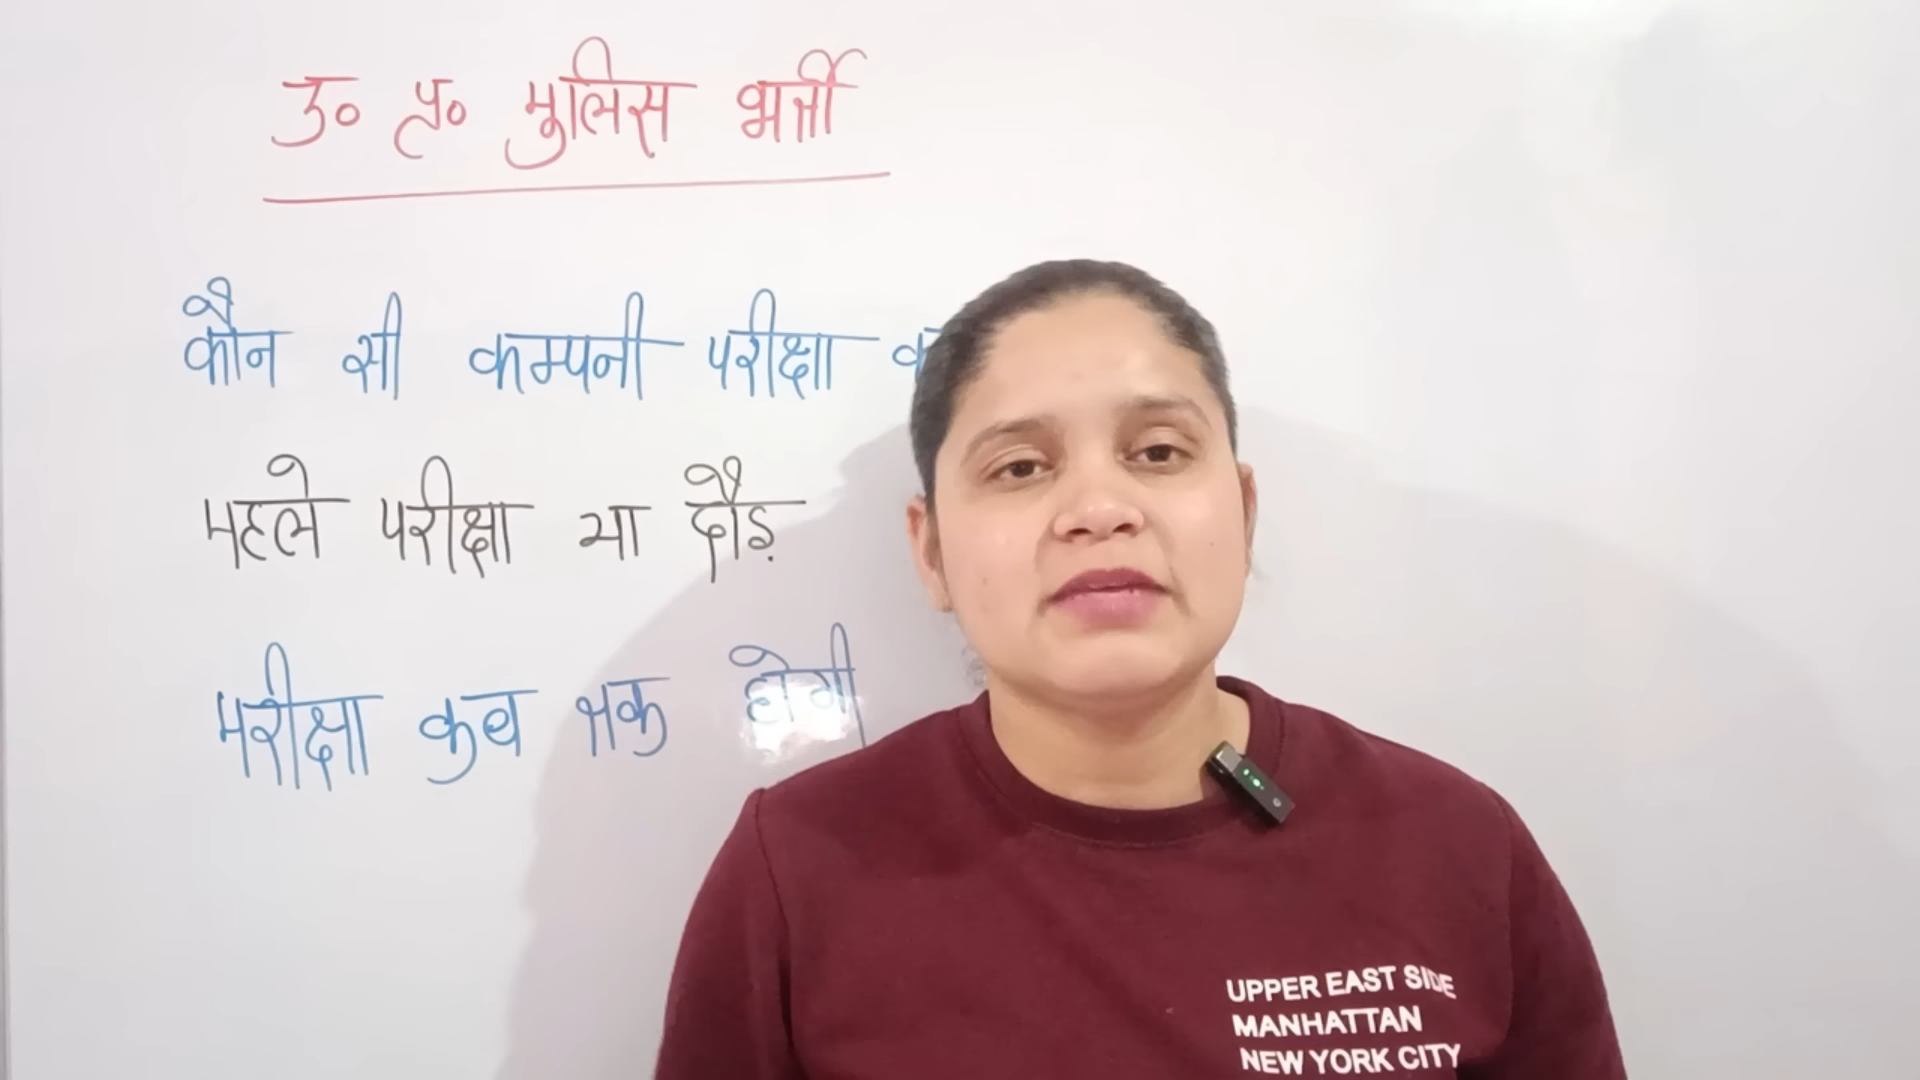 उ० प्र० पुलिस भर्ती
कौन सी कम्पनी परीक्षा
पहले परीक्षा या दौड़
परीक्षा कब तक होगी
UPPER EAST SIDE
MANHATTAN
NEW YORK CITY